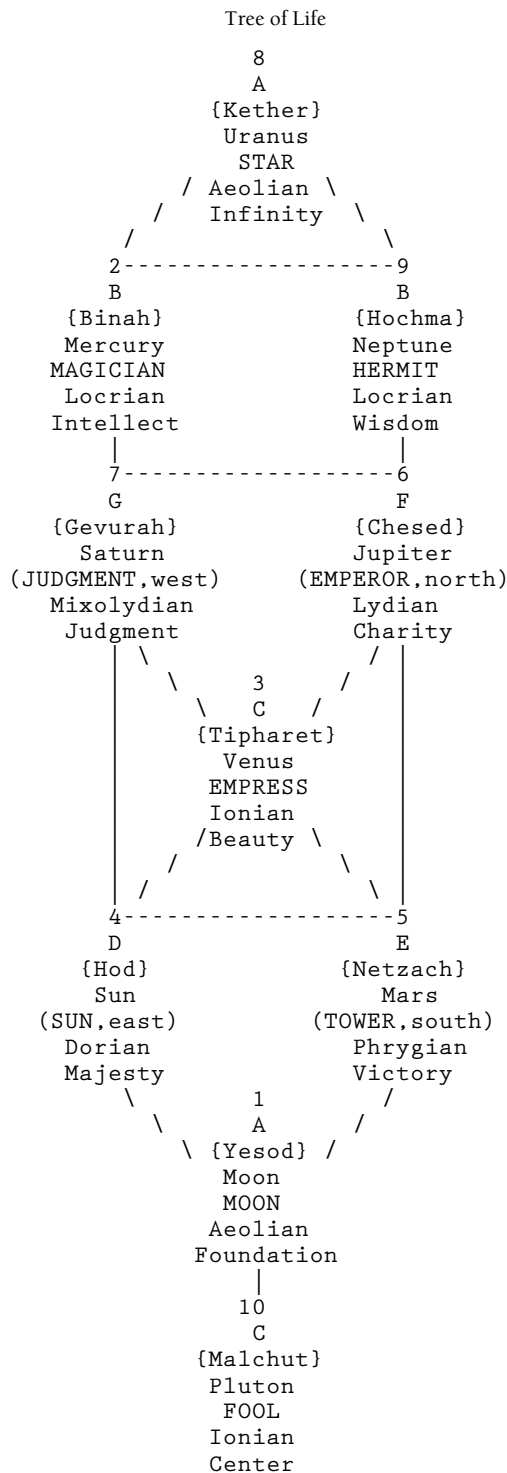 Tree of Life
8
A
{Kether}
Uranus
STAR
/ Aeolian \
/ Infinity \
/ \
2-------------------9
B B
{Binah} {Hochma}
Mercury Neptune
MAGICIAN HERMIT
Locrian Locrian
Intellect Wisdom
| |
7-------------------6
G F
{Gevurah} {Chesed}
Saturn Jupiter
(JUDGMENT,west) (EMPEROR,north)
Mixolydian Lydian
Judgment Charity
| \ / |
| \ 3 / |
| \ C / |
| {Tipharet} |
| Venus |
| EMPRESS |
| Ionian |
| /Beauty \ |
| / \ |
| / \ |
4-------------------5
D E
{Hod} {Netzach}
Sun Mars
(SUN,east) (TOWER,south)
Dorian Phrygian
Majesty Victory
\ 1 /
\ A /
\ {Yesod} /
Moon
MOON
Aeolian
Foundation
|
10
C
{Malchut}
Pluton
FOOL
Ionian
Center